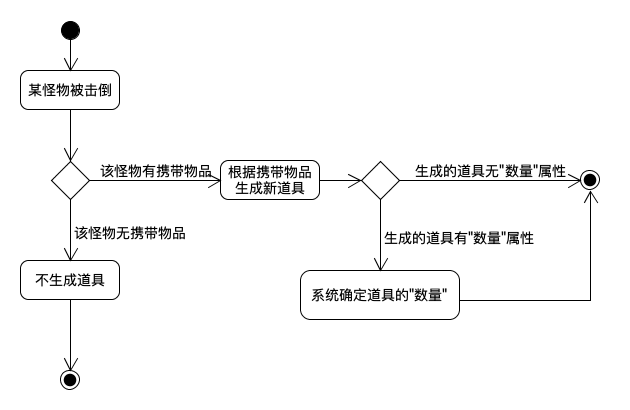 某怪物被击倒
该怪物有携带物品
根据携带物品
生成新道具
生成的道具无"数量"属性
该怪物无携带物品
生成的道具有"数量"属性
不生成道具
系统确定道具的"数量"